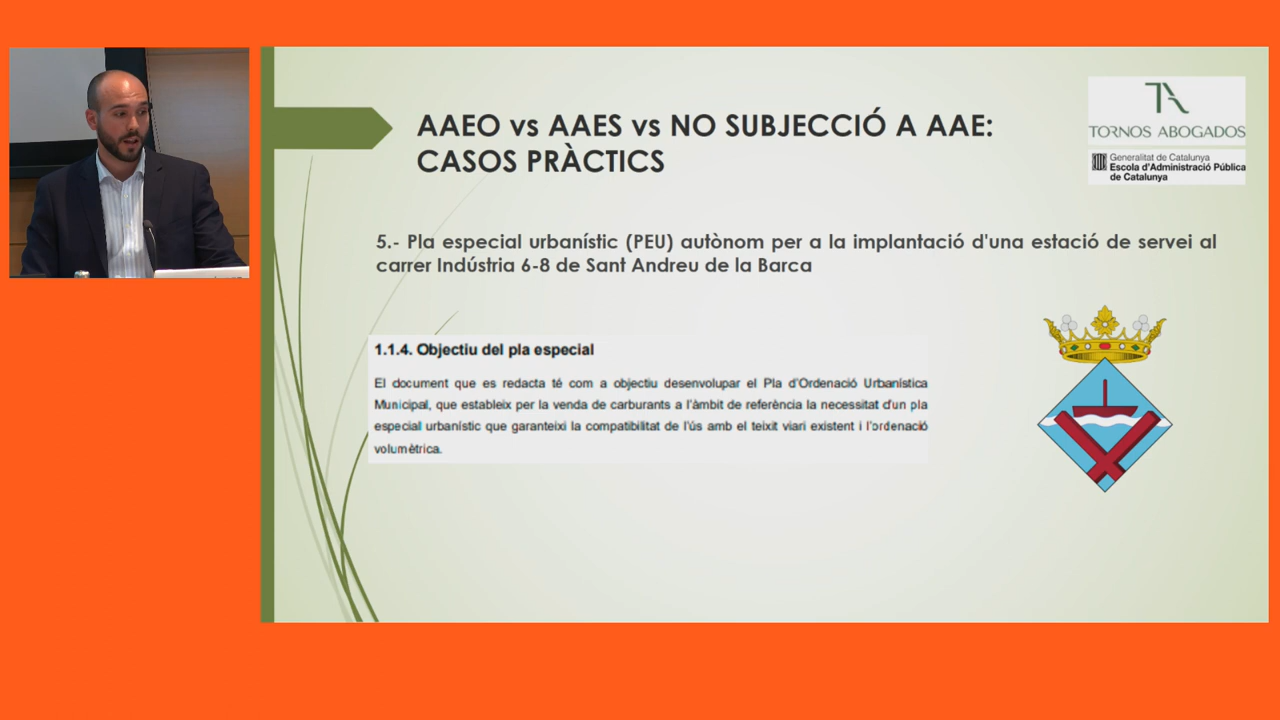 AAEO vs AAES vs NO SUBJECCIÓ A AAE:
CASOS PRÀCTICS
TORNOS ABOGADOS
Generalitat de Catalunya
Escola d'Administració Pública
de Catalunya
5.- Pla especial urbanístic (PEU) autònom per a la implantació d'una estació de servei al
carrer Indústria 6-8 de Sant Andreu de la Barca
1.1.4. Objectiu del pla especial
El document que es redacta té com a objectiu desenvolupar el Pla d'Ordenació Urbanística
Municipal, que estableix per la venda de carburants a l'àmbit de referència la necessitat d'un pla
especial urbanístic que garanteixi la compatibilitat de l'ús amb el teixit viari existent i l'ordenació
volumètrica.